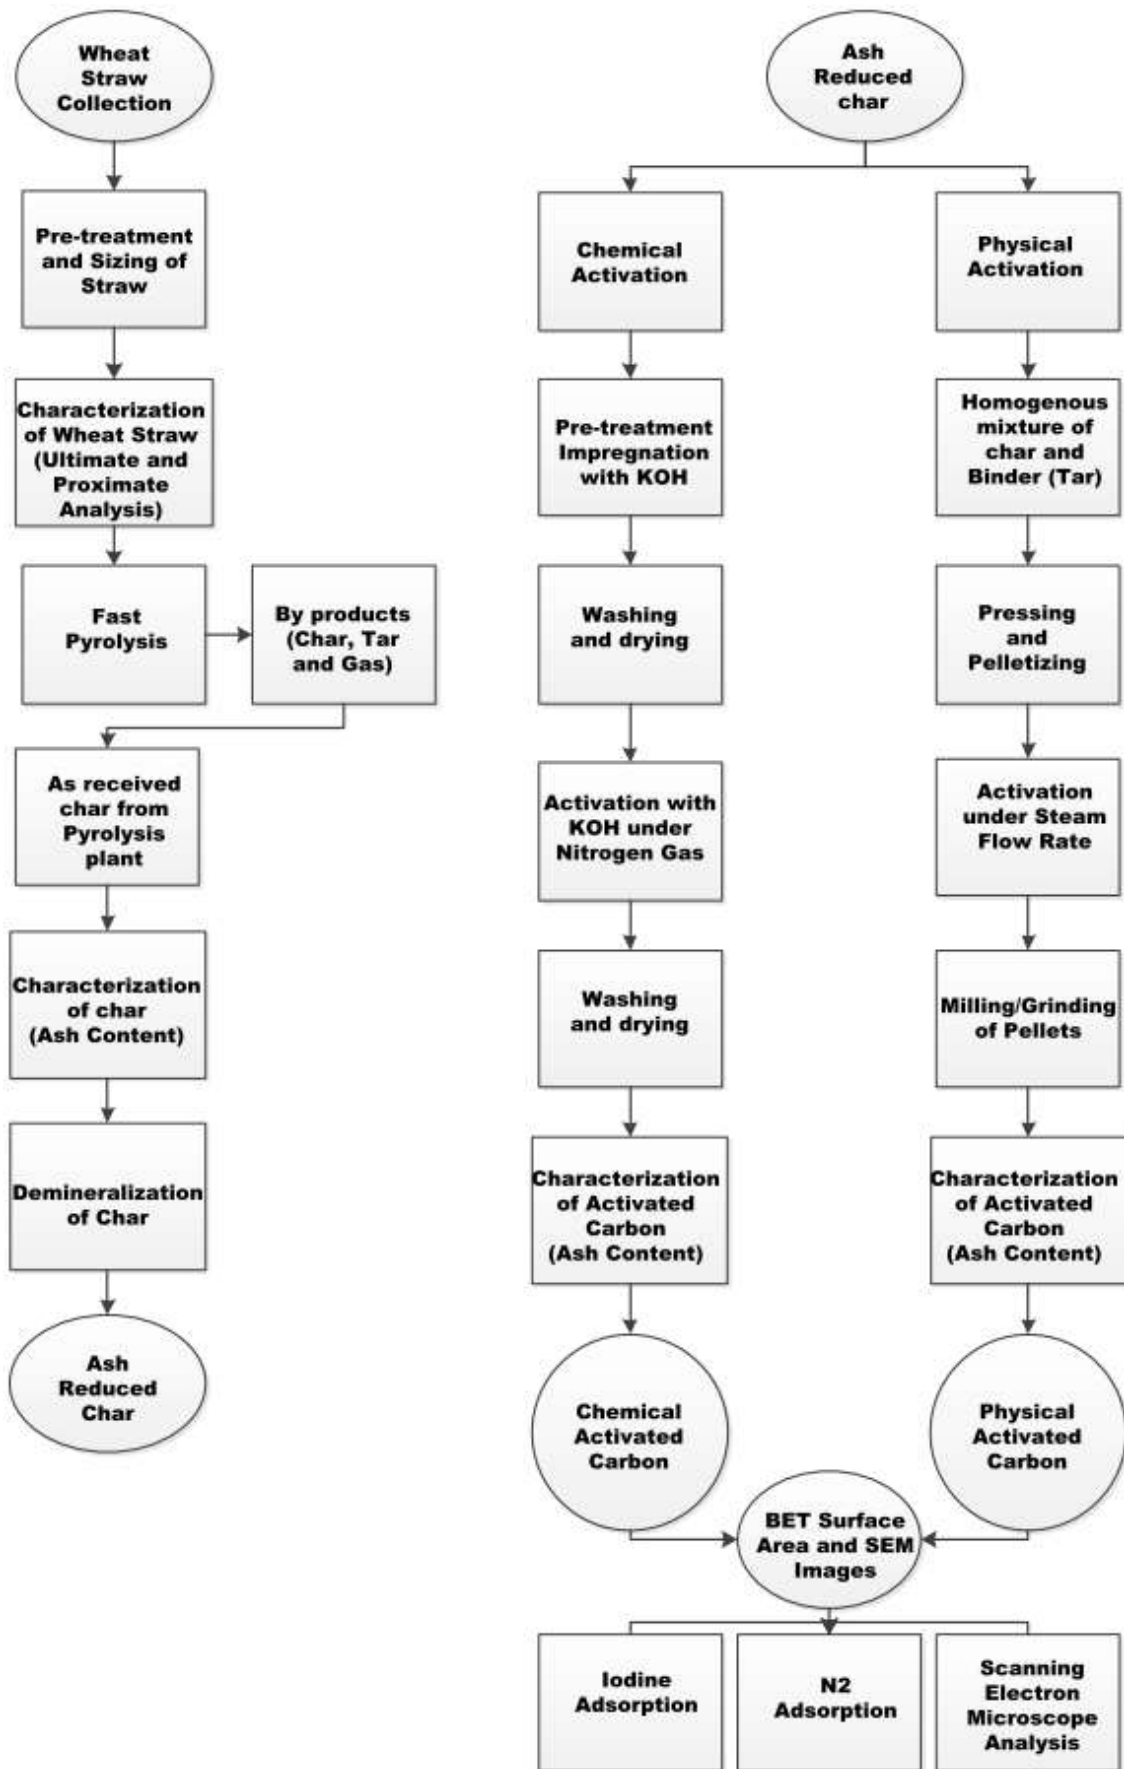 Wheat
Straw
Collection
Pre-treatment
and Sizing of
Straw
Characterization
of Wheat Straw
(Ultimate and
Proximate
Analysis)
Fast
Pyrolysis
By products
(Char, Tar
and Gas)
As received
char from
Pyrolysis
plant
Characterization
of char
(Ash Content)
Demineralization
of Char
Ash
Reduced
Char
Ash
Reduced
char
Chemical
Activation
Pre-treatment
Impregnation
with KOH
Washing
and drying
Activation with
KOH under
Nitrogen Gas
Washing
and drying
Characterization
of Activated
Carbon
(Ash Content)
Chemical
Activated
Carbon
Physical
Activation
Homogenous
mixture of
char and
Binder (Tar)
Pressing
and
Pelletizing
Activation
under Steam
Flow Rate
Milling/Grinding
of Pellets
Characterization
of Activated
Carbon
(Ash Content)
Physical
Activated
Carbon
BET Surface
Area and SEM
Images
Iodine
Adsorption
N2
Adsorption
Scanning
Electron
Microscope
Analysis